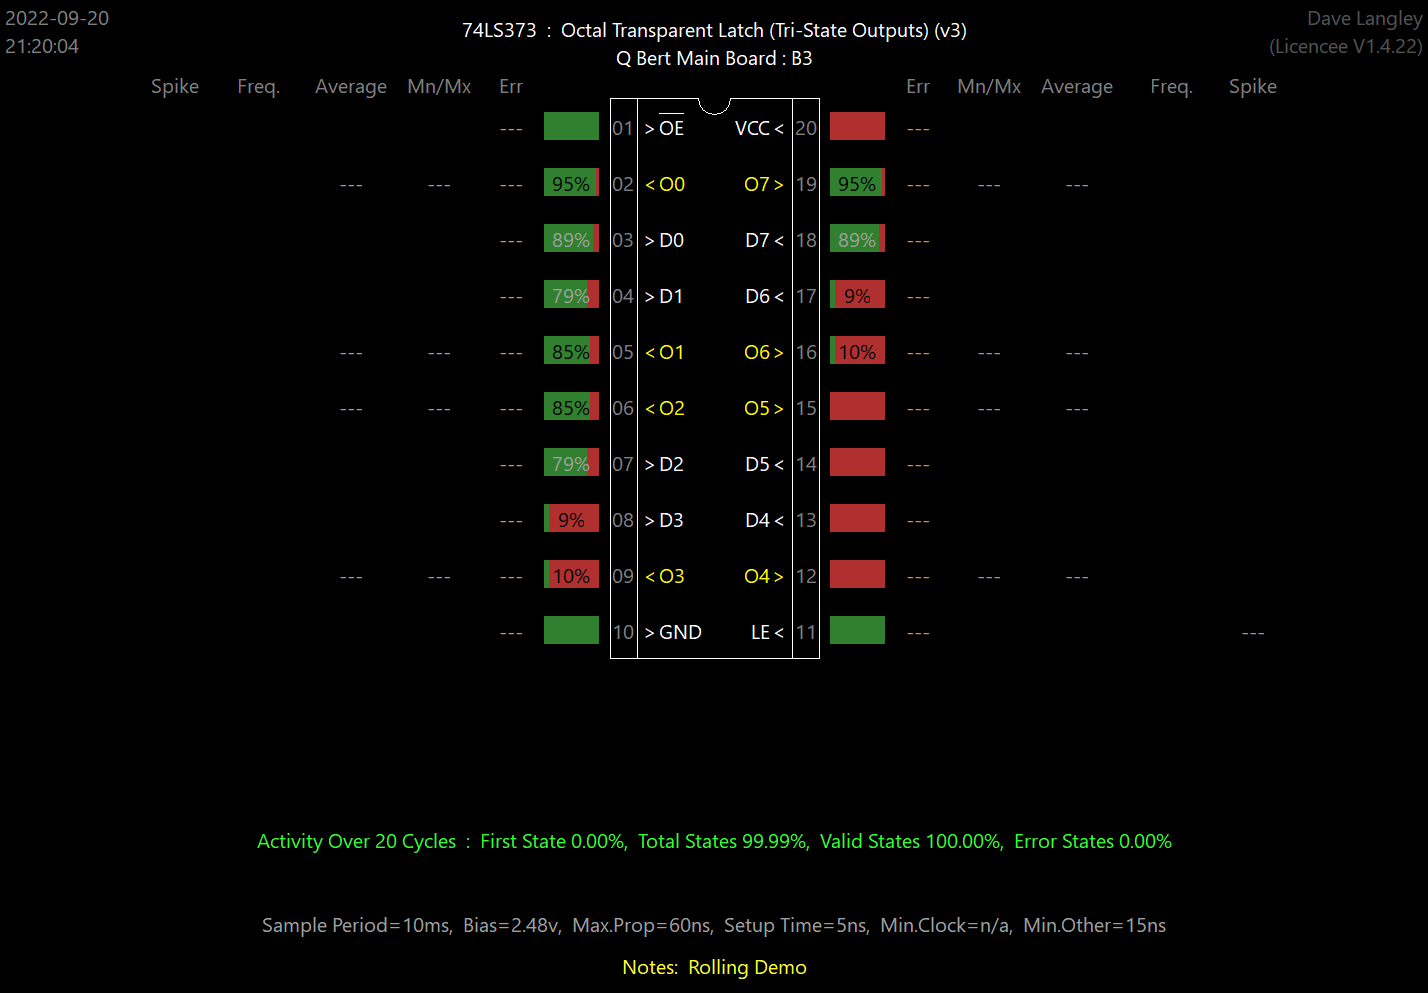 2022-09-20
21:20:04
74LS373 : Octal Transparent Latch (Tri-State Outputs) (v3)
Q Bert Main Board : B3
Dave Langley
(Licencee V1.4.22)
Spike Freq. Average Mn/Mx Err Err Mn/Mx Average Freq. Spike
--- 01 >OE VCC< 20 ---
--- --- --- 95% 02 <O0 O7> 19 95% --- --- ---
--- 89% 03 >D0 D7< 18 89% ---
--- 79% 04 >D1 D6< 17 9% ---
--- --- --- 85% 05 <O1 O6> 16 10% --- --- ---
--- --- --- 85% 06 <O2 O5> 15 --- --- ---
--- 79% 07 >D2 D5< 14 ---
--- 9% 08 >D3 D4< 13 ---
--- --- --- 10% 09 <O3 O4> 12 --- --- ---
--- 10 >GND LE< 11 --- ---
Activity Over 20 Cycles : First State 0.00%, Total States 99.99%, Valid States 100.00%, Error States 0.00%
Sample Period=10ms, Bias=2.48v, Max.Prop=60ns, Setup Time=5ns, Min.Clock=n/a, Min.Other=15ns
Notes: Rolling Demo